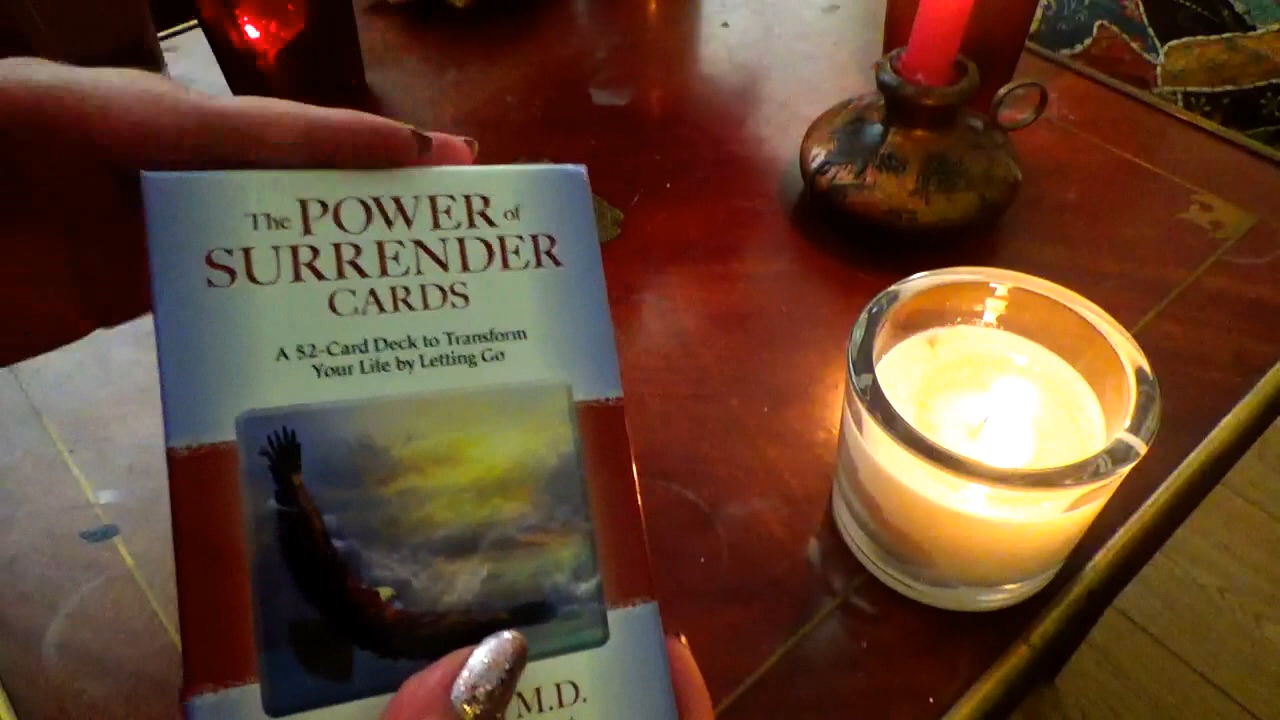 The POWER of
SURRENDER
CARDS
A 52-Card Deck to Transform
Your Life by Letting Go
M.D.